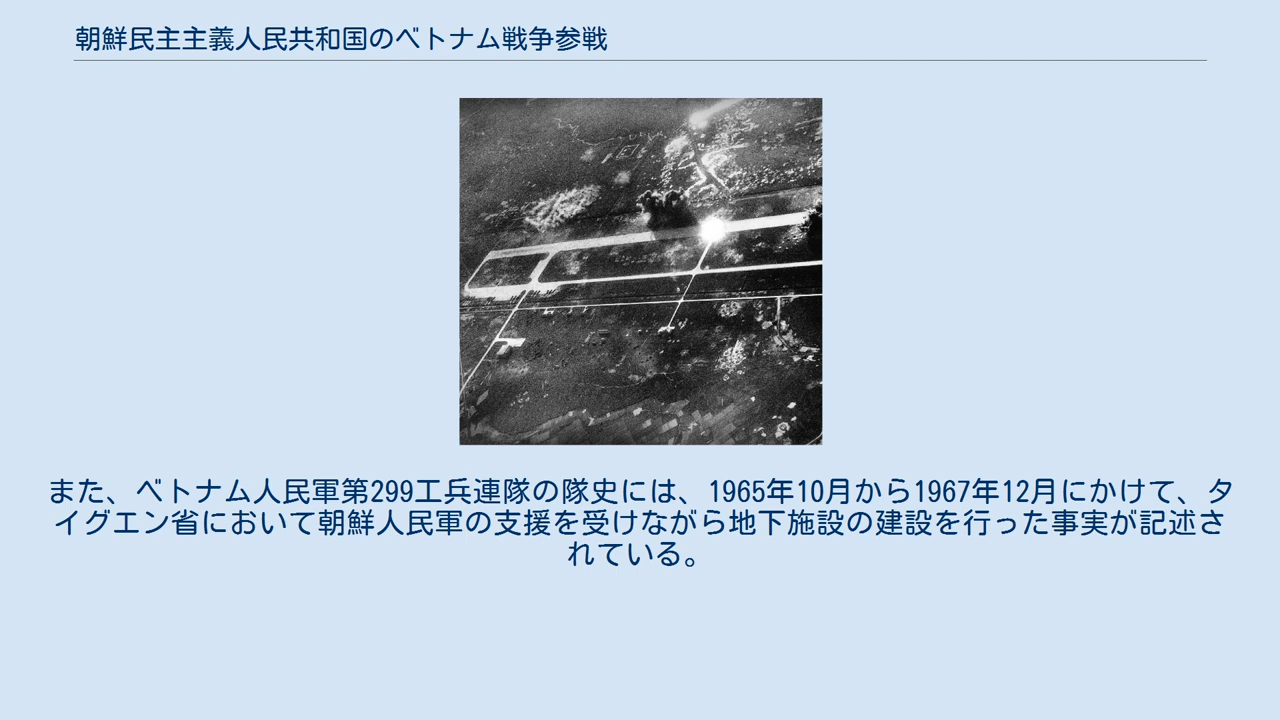 朝鮮民主主義人民共和国のベトナム戦争参戦
また、ベトナム人民軍第299工兵連隊の隊史には、1965年10月から1967年12月にかけて、タ
イグエン省において朝鮮人民軍の支援を受けながら地下施設の建設を行った事実が記述さ
れている。